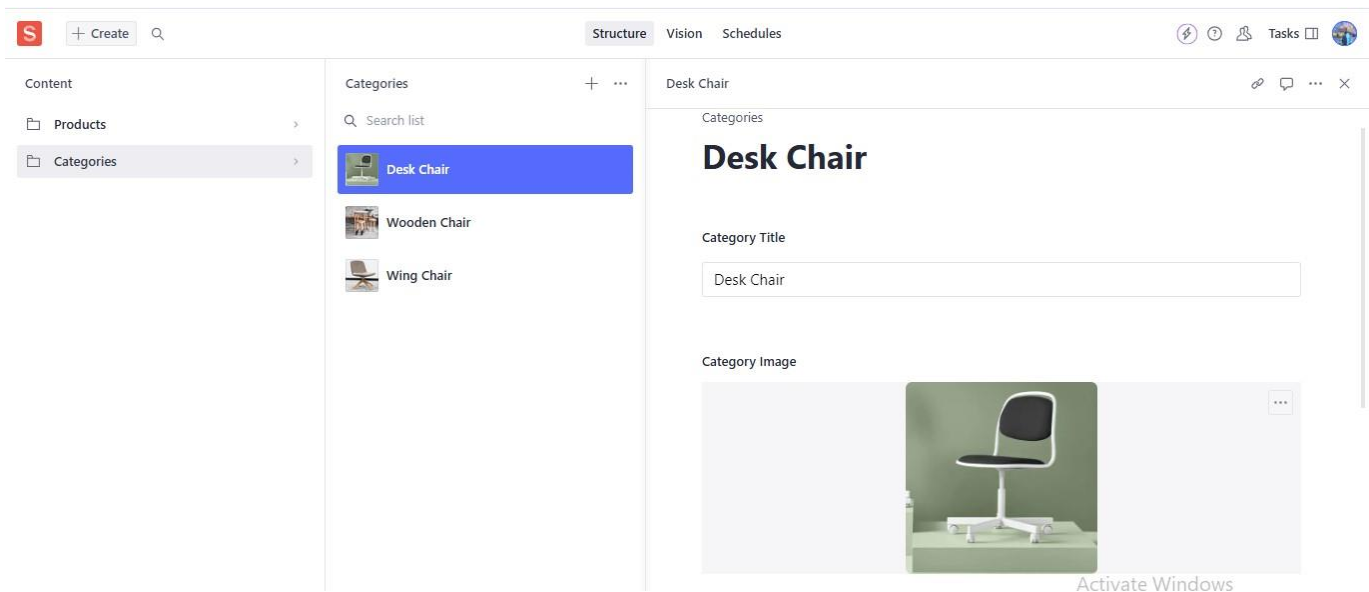 S
Create
Structure
Vision
Schedules
Tasks
Content
Products
Categories
Categories
Search list
Desk Chair
Wooden Chair
Wing Chair
Desk Chair
Categories
Desk Chair
Category Title
Desk Chair
Category Image
Activate Windows